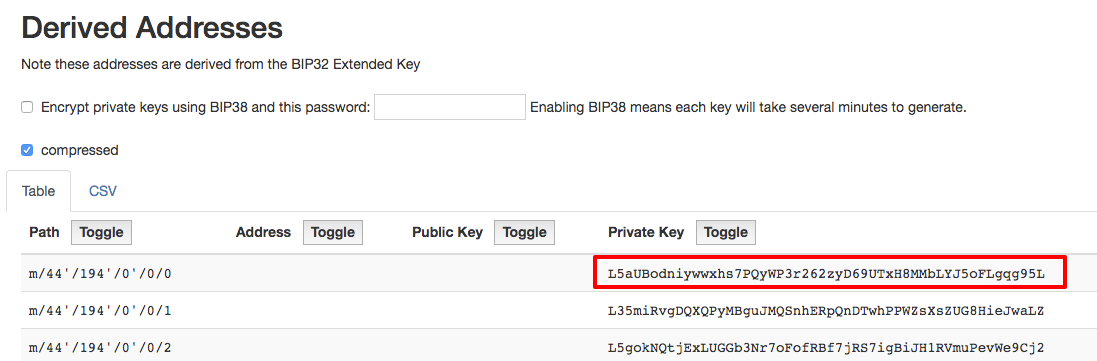 Derived Addresses
Note these addresses are derived from the BIP32 Extended Key
Encrypt private keys using BIP38 and this password: Enabling BIP38 means each key will take several minutes to generate.
compressed
Table CSV
Path Toggle Address Toggle Public Key Toggle Private Key Toggle
m/44'/194'/0'/0/0 L5aUBodniywwxhs7PQyWP3r262zyD69UTxH8MMbLYJ5oFLgqg95L
m/44'/194'/0'/0/1 L35miRvgDQXQPyMBguJMQSnhERpQnDTwhPPWZsXsZUG8HieJwaLZ
m/44'/194'/0'/0/2 L5gokNQtjExLUGGb3Nr7oFofRBf7jRS7igBiJH1RVmuPevWe9Cj2